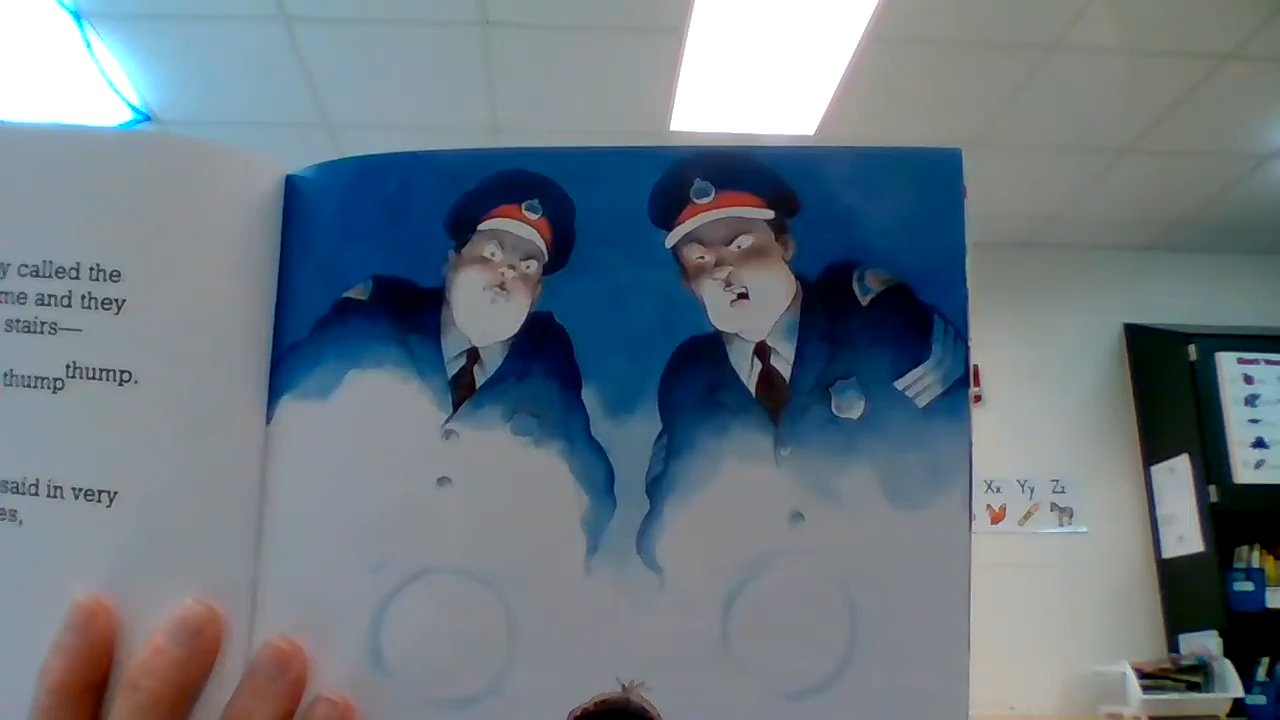 y called the
me and they
stairs—
thump thump.
said in very
es,
Xx Yy Zz